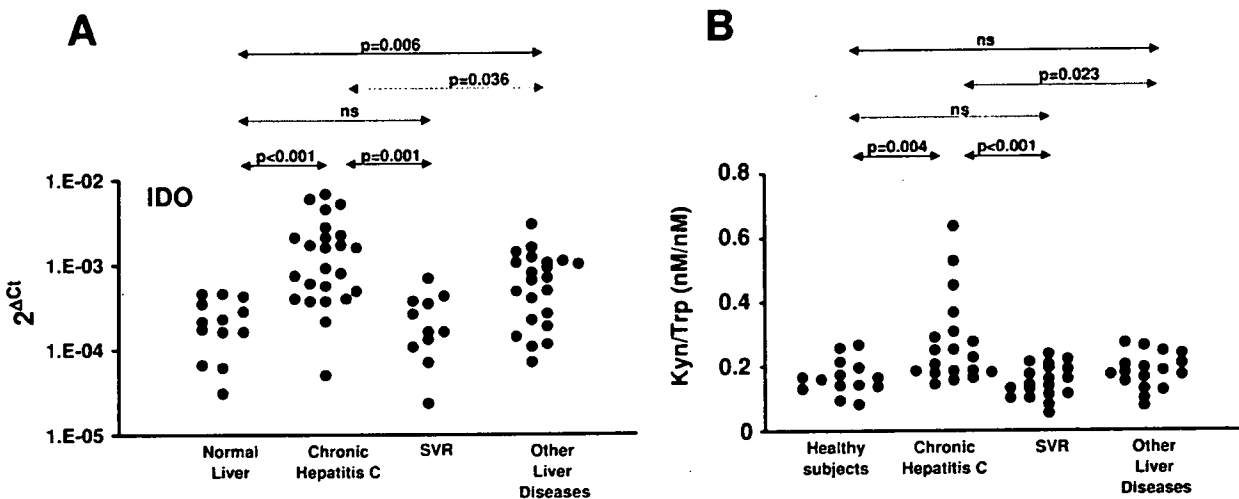 A
p=0.006
p=0.036
ns
p<0.001
p=0.001
1.E-02
1.E-03
1.E-04
1.E-05
2ΔCt
IDO
Normal
Liver
Chronic
Hepatitis C
SVR
Other
Liver
Diseases
B
ns
p=0.023
ns
p=0.004
p<0.001
0.8
0.6
0.4
0.2
0
Kyn/Trp (nM/nM)
Healthy
subjects
Chronic
Hepatitis C
SVR
Other
Liver
Diseases